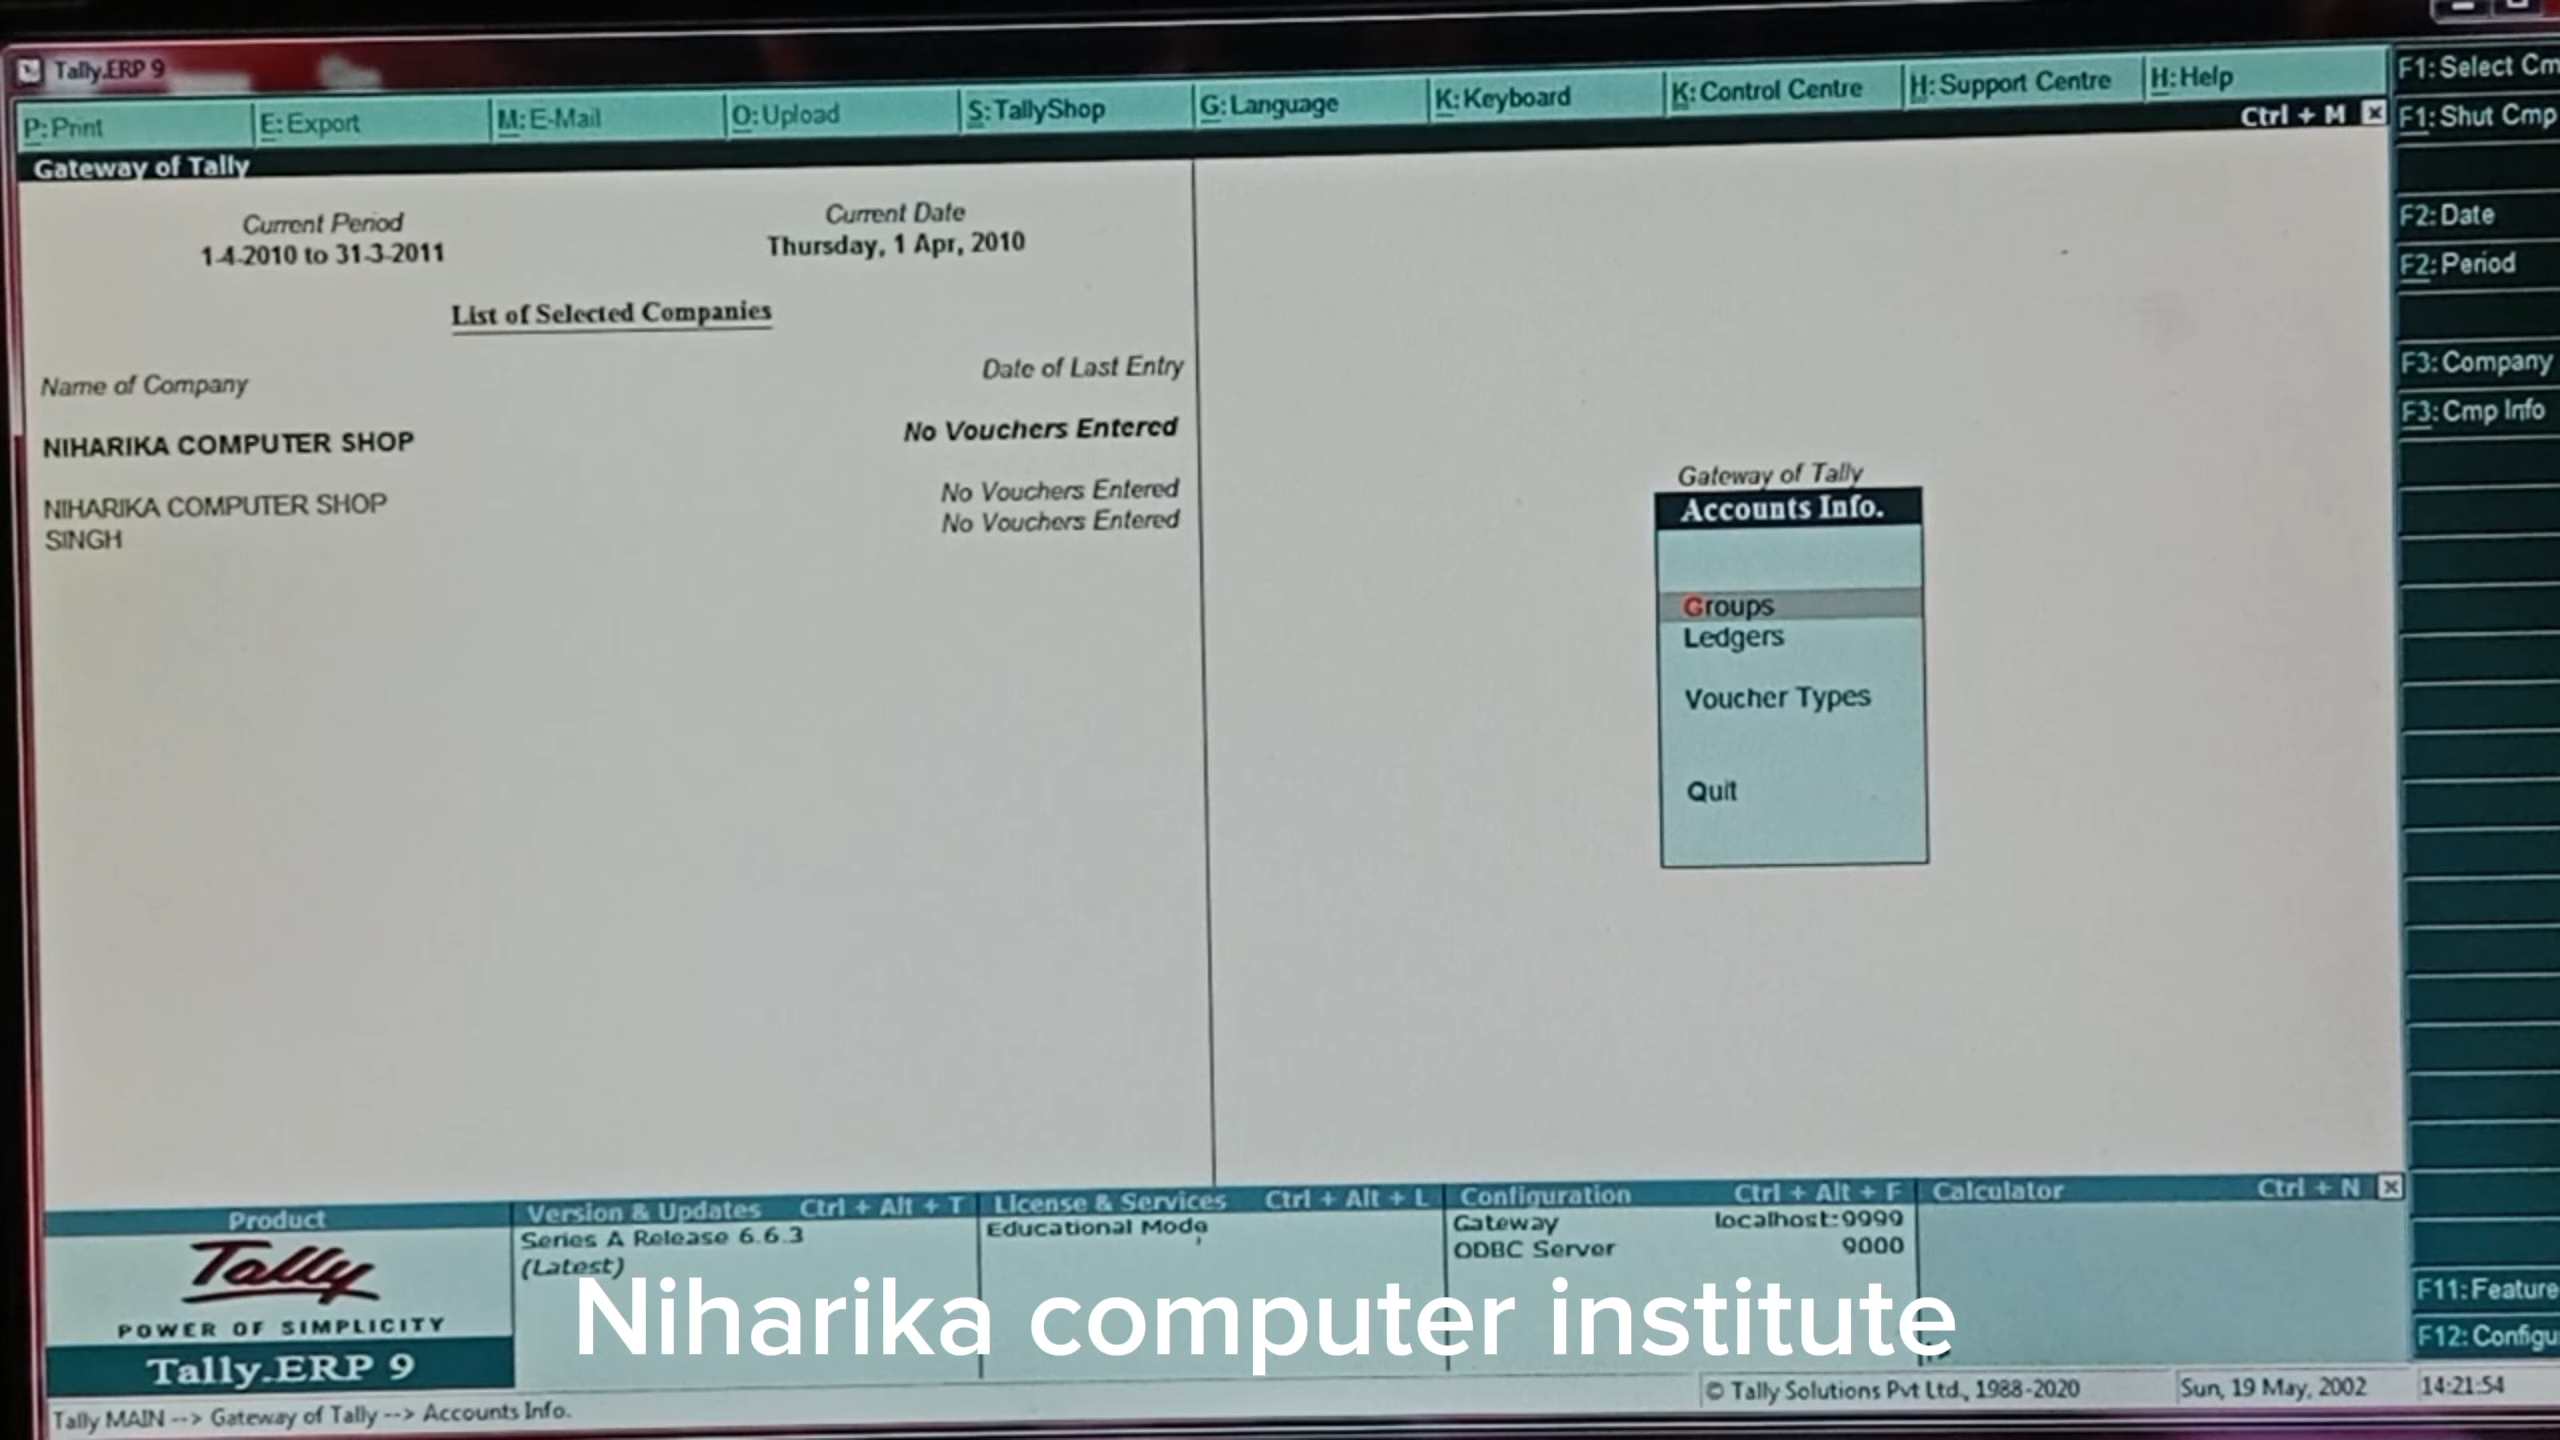 Tally.ERP 9
P: Print E: Export M: E-Mail O: Upload S: TallyShop G: Language K: Keyboard K: Control Centre H: Support Centre H: Help
Gateway of Tally Ctrl + M
Current Period Current Date
1-4-2010 to 31-3-2011 Thursday, 1 Apr, 2010
List of Selected Companies
Name of Company Date of Last Entry
NIHARIKA COMPUTER SHOP No Vouchers Entered
NIHARIKA COMPUTER SHOP No Vouchers Entered
SINGH No Vouchers Entered
Gateway of Tally
Accounts Info.
Groups
Ledgers
Voucher Types
Quit
F1: Select Cm
F1: Shut Cmp
F2: Date
F2: Period
F3: Company
F3: Cmp Info
F11: Feature
F12: Configu
Product
Tally
POWER OF SIMPLICITY
Tally.ERP 9
Version & Updates Ctrl + Alt + T
Series A Release 6.6.3
(Latest)
License & Services Ctrl + Alt + L
Educational Mode
Configuration Ctrl + Alt + F
Gateway localhost:9999
ODBC Server 9000
Calculator Ctrl + N
Niharika computer institute
© Tally Solutions Pvt Ltd., 1988-2020 Sun, 19 May, 2002 14:21:54
Tally MAIN --> Gateway of Tally --> Accounts Info.